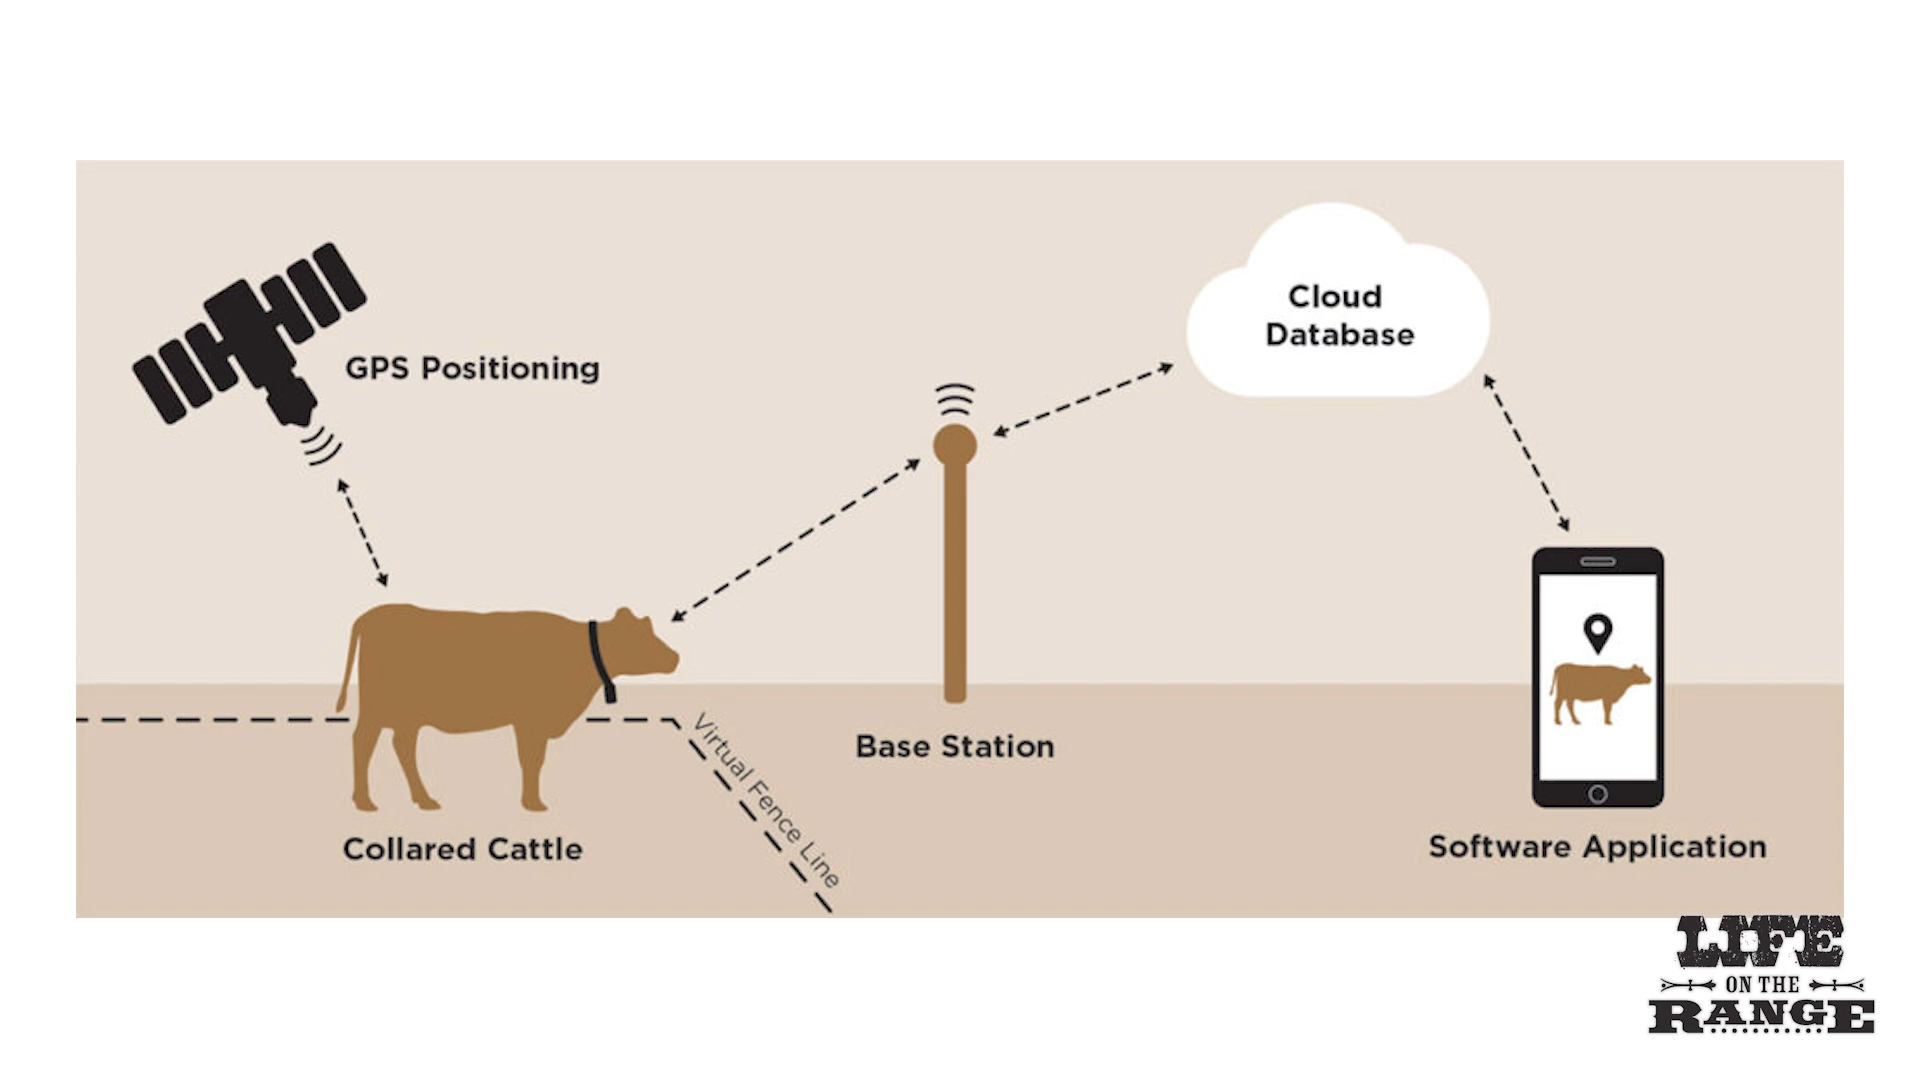 GPS Positioning
Cloud
Database
Virtual Fence Line
Base Station
Collared Cattle
Software Application
LIFE
ON THE
RANGE